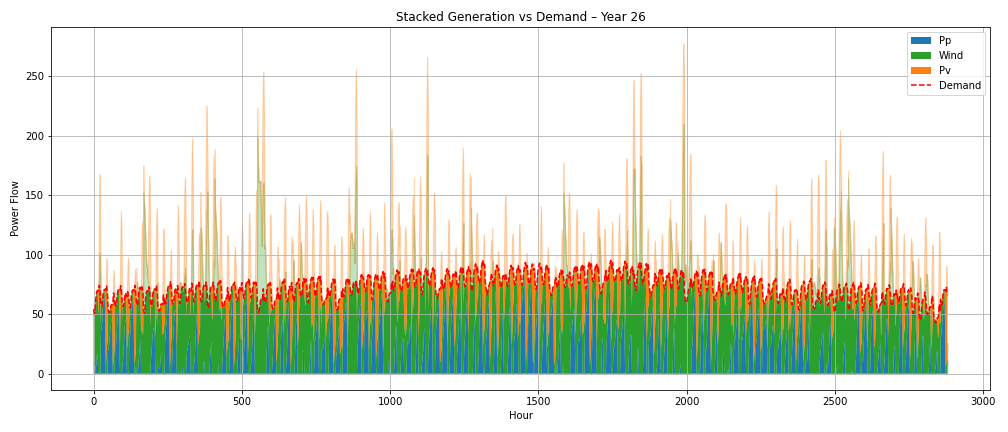 Stacked Generation vs Demand – Year 26
Pp
Wind
Pv
Demand
Power Flow
250
200
150
100
50
0
0
500
1000
1500
2000
2500
3000
Hour